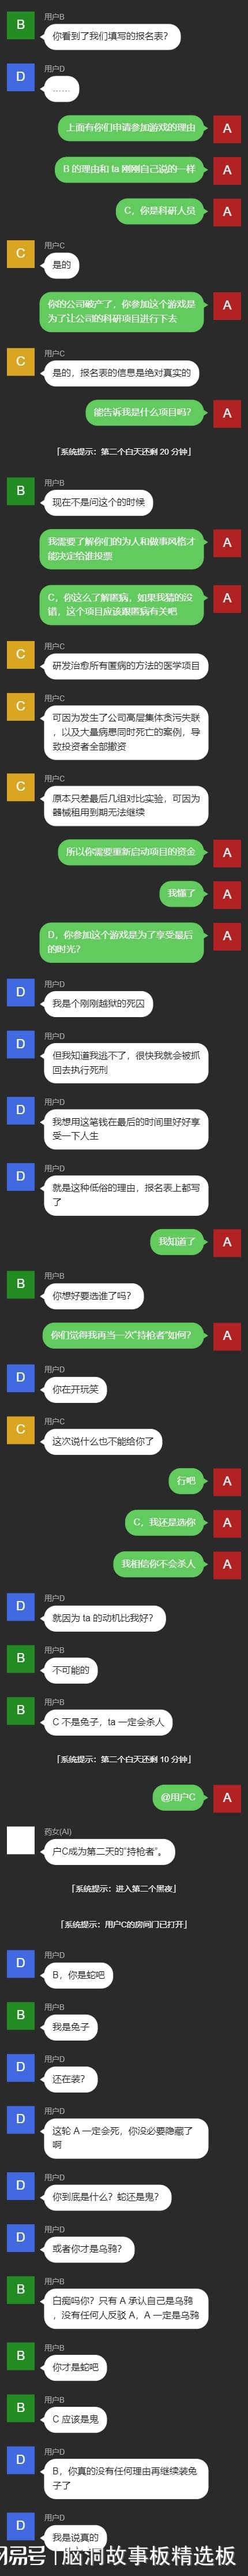 B
用户B
你看到了我们填写的报名表?
D
用户D
……
上面有你们申请参加游戏的理由
A
B 的理由和 ta 刚刚自己说的一样
A
C，你是科研人员
A
C
用户C
是的
你的公司破产了，你参加这个游戏是
为了让公司的科研项目进行下去
A
C
用户C
是的，报名表的信息是绝对真实的
能告诉我是什么项目吗?
A
「系统提示：第二个白天还剩 20 分钟」
B
用户B
现在不是问这个的时候
我需要了解你们的为人和做事风格才
能决定给谁投票
A
C，你这么了解匿病，如果我猜的没
错，这个项目应该跟匿病有关吧
A
C
用户C
研发治愈所有匿病的方法的医学项目
C
用户C
可因为发生了公司高层集体贪污失联
，以及大量病患同时死亡的案例，导
致投资者全部撤资
C
用户C
原本只差最后几组对比实验，可因为
器械租用到期无法继续
所以你需要重新启动项目的资金
A
我懂了
A
D，你参加这个游戏是为了享受最后
的时光?
A
D
用户D
我是个刚刚越狱的死囚
D
用户D
但我知道我逃不了，很快我就会被抓
回去执行死刑
D
用户D
我想用这笔钱在最后的时间里好好享
受一下人生
D
用户D
就是这种低俗的理由，报名表上都写
了
我知道了
A
B
用户B
你想好要选谁了吗?
你们觉得我再当一次“持枪者”如何?
A
D
用户D
你在开玩笑
C
用户C
这次说什么也不能给你了
行吧
A
C，我还是选你
A
我相信你不会杀人
A
D
用户D
就因为 ta 的动机比我好?
B
用户B
不可能的
B
用户B
C 不是兔子，ta 一定会杀人
「系统提示：第二个白天还剩 10 分钟」
@用户C
A
药女(AI)
户C成为第二天的“持枪者”。
「系统提示：进入第二个黑夜」
「系统提示：用户C的房间门已打开」
D
用户D
B，你是蛇吧
B
用户B
我是兔子
D
用户D
还在装?
D
用户D
这轮 A 一定会死，你没必要隐藏了
啊
D
用户D
你到底是什么? 蛇还是鬼?
D
用户D
或者你才是乌鸦?
B
用户B
白痴吗你? 只有 A 承认自己是乌鸦
，没有任何人反驳 A，A 一定是乌鸦
B
用户B
你才是蛇吧
B
用户B
C 应该是鬼
D
用户D
B，你真的没有任何理由再继续装兔
子了
D
用户D
我是说真的
易号 | 脑洞故事板精选板